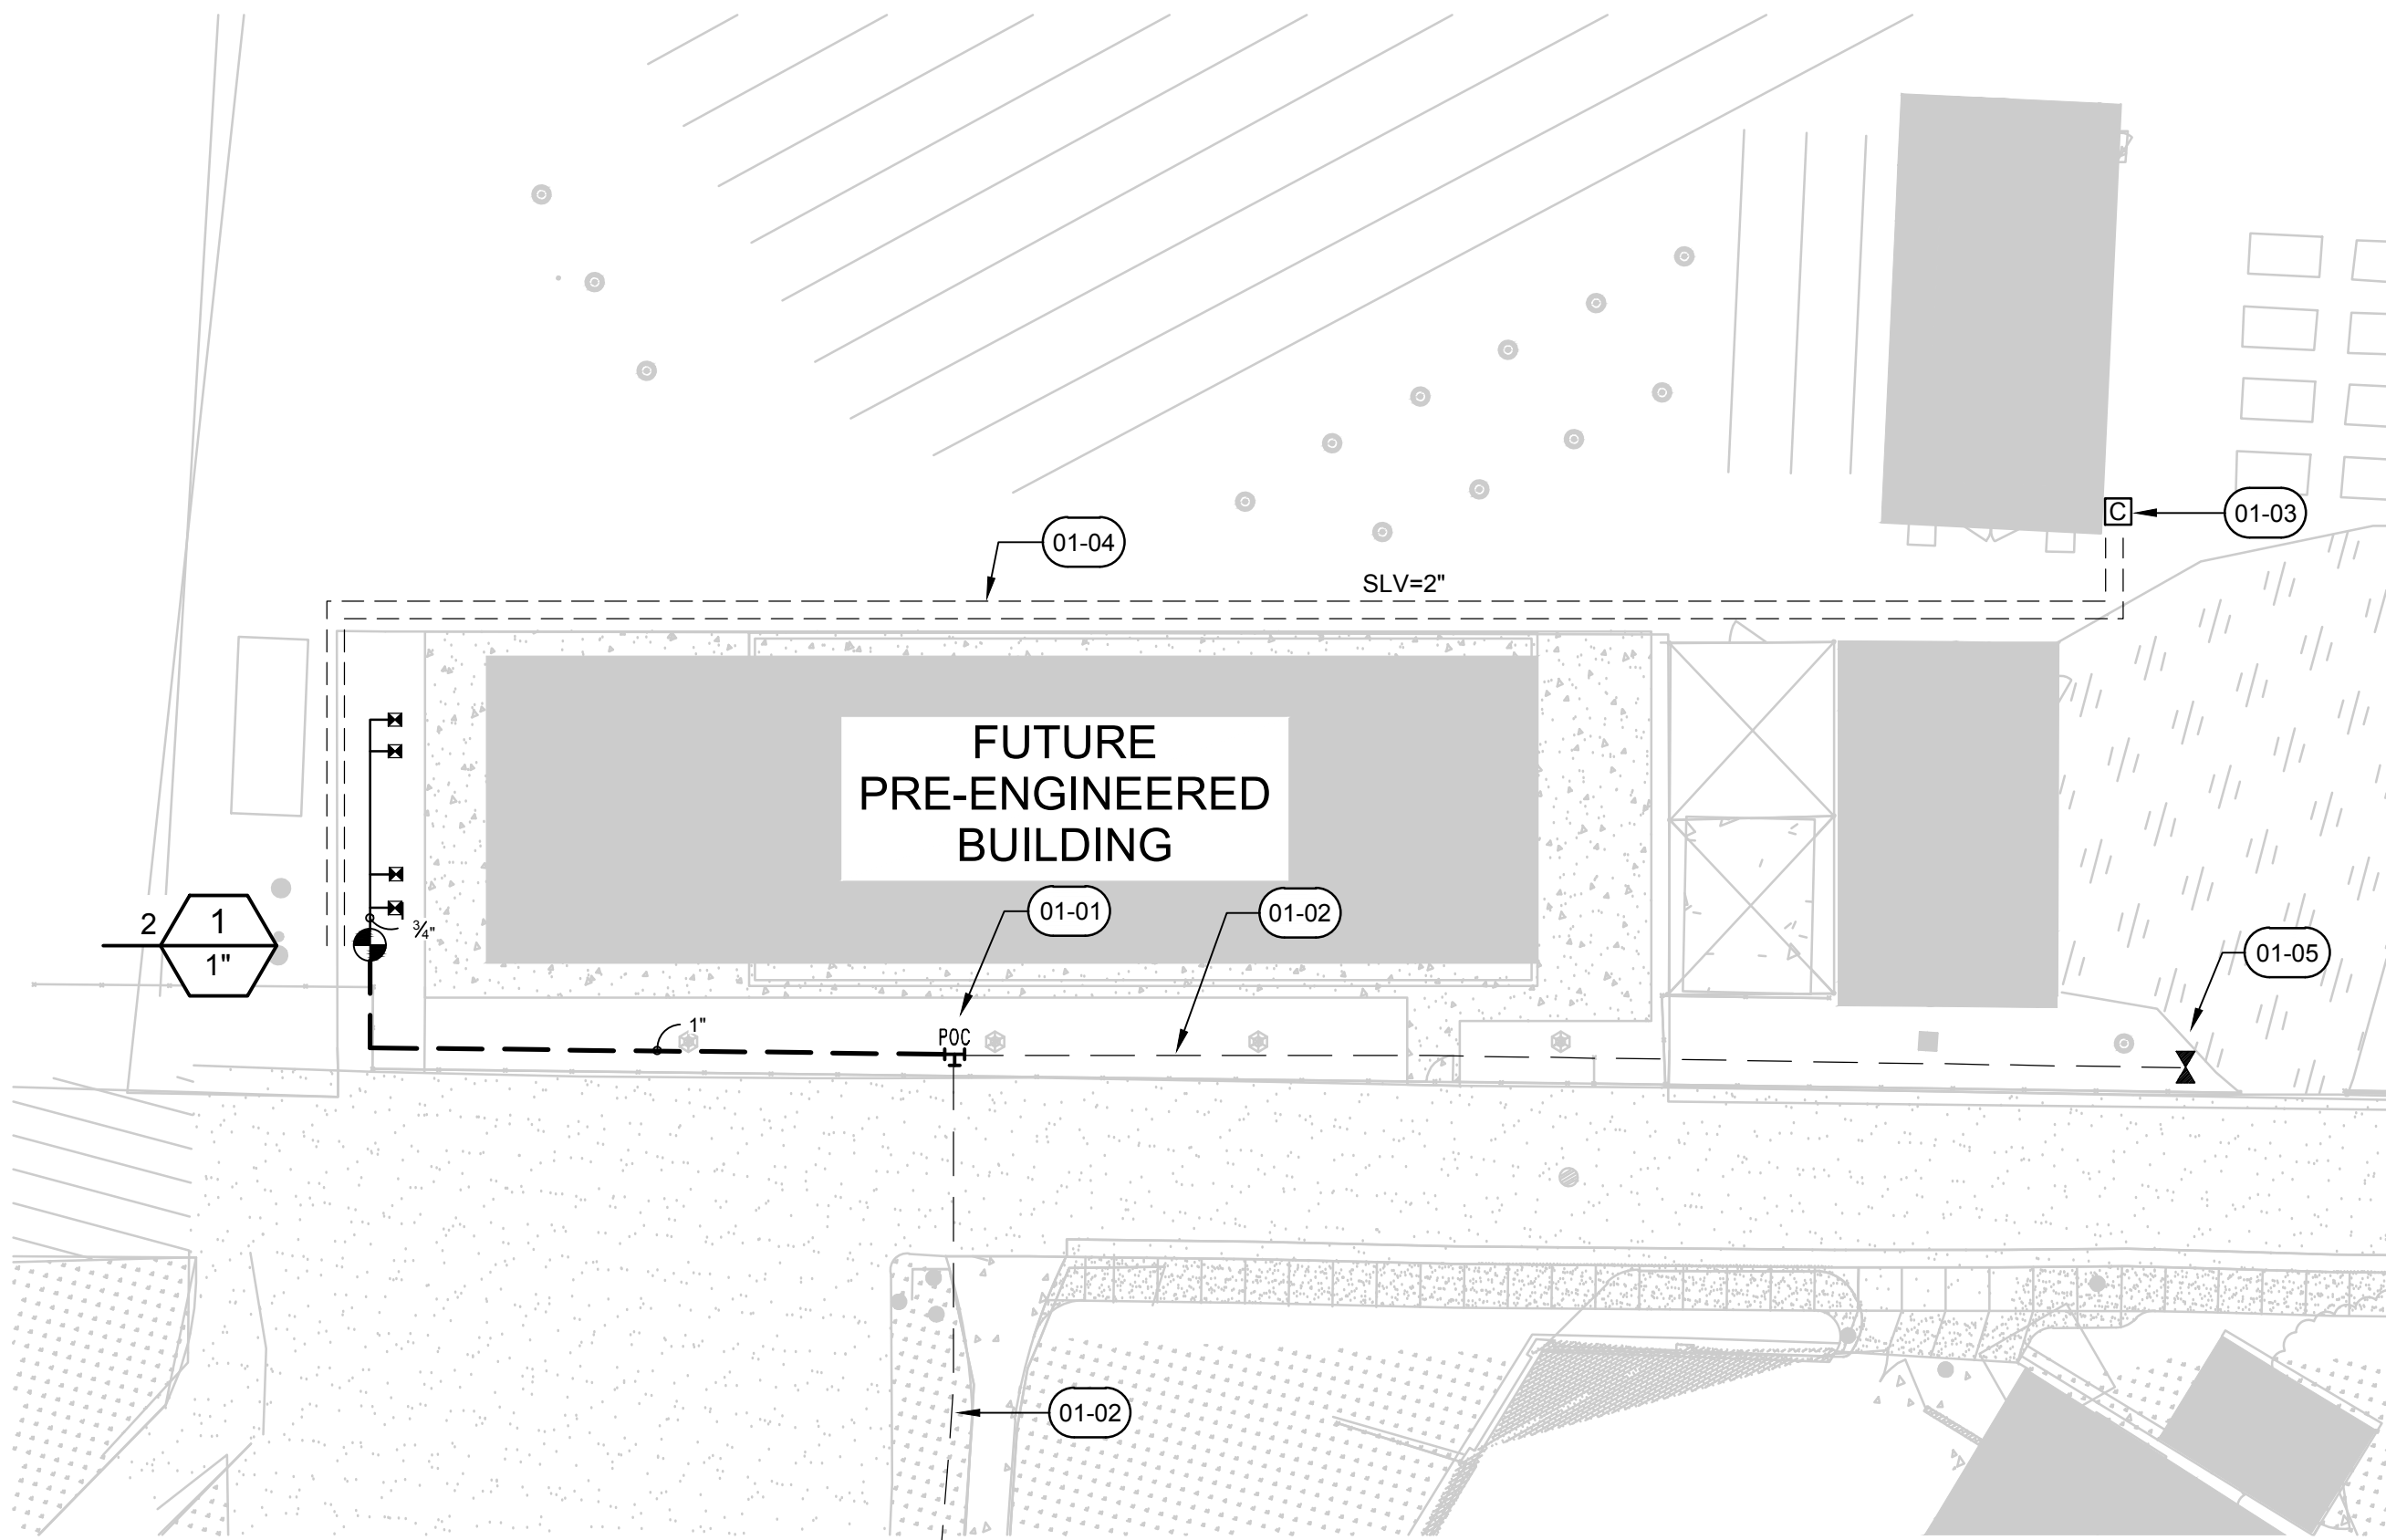 01-03
01-04
SLV=2"
FUTURE
PRE-ENGINEERED
BUILDING
01-01
01-02
2
1
1"
¾"
01-05
1"
POC
01-02
C